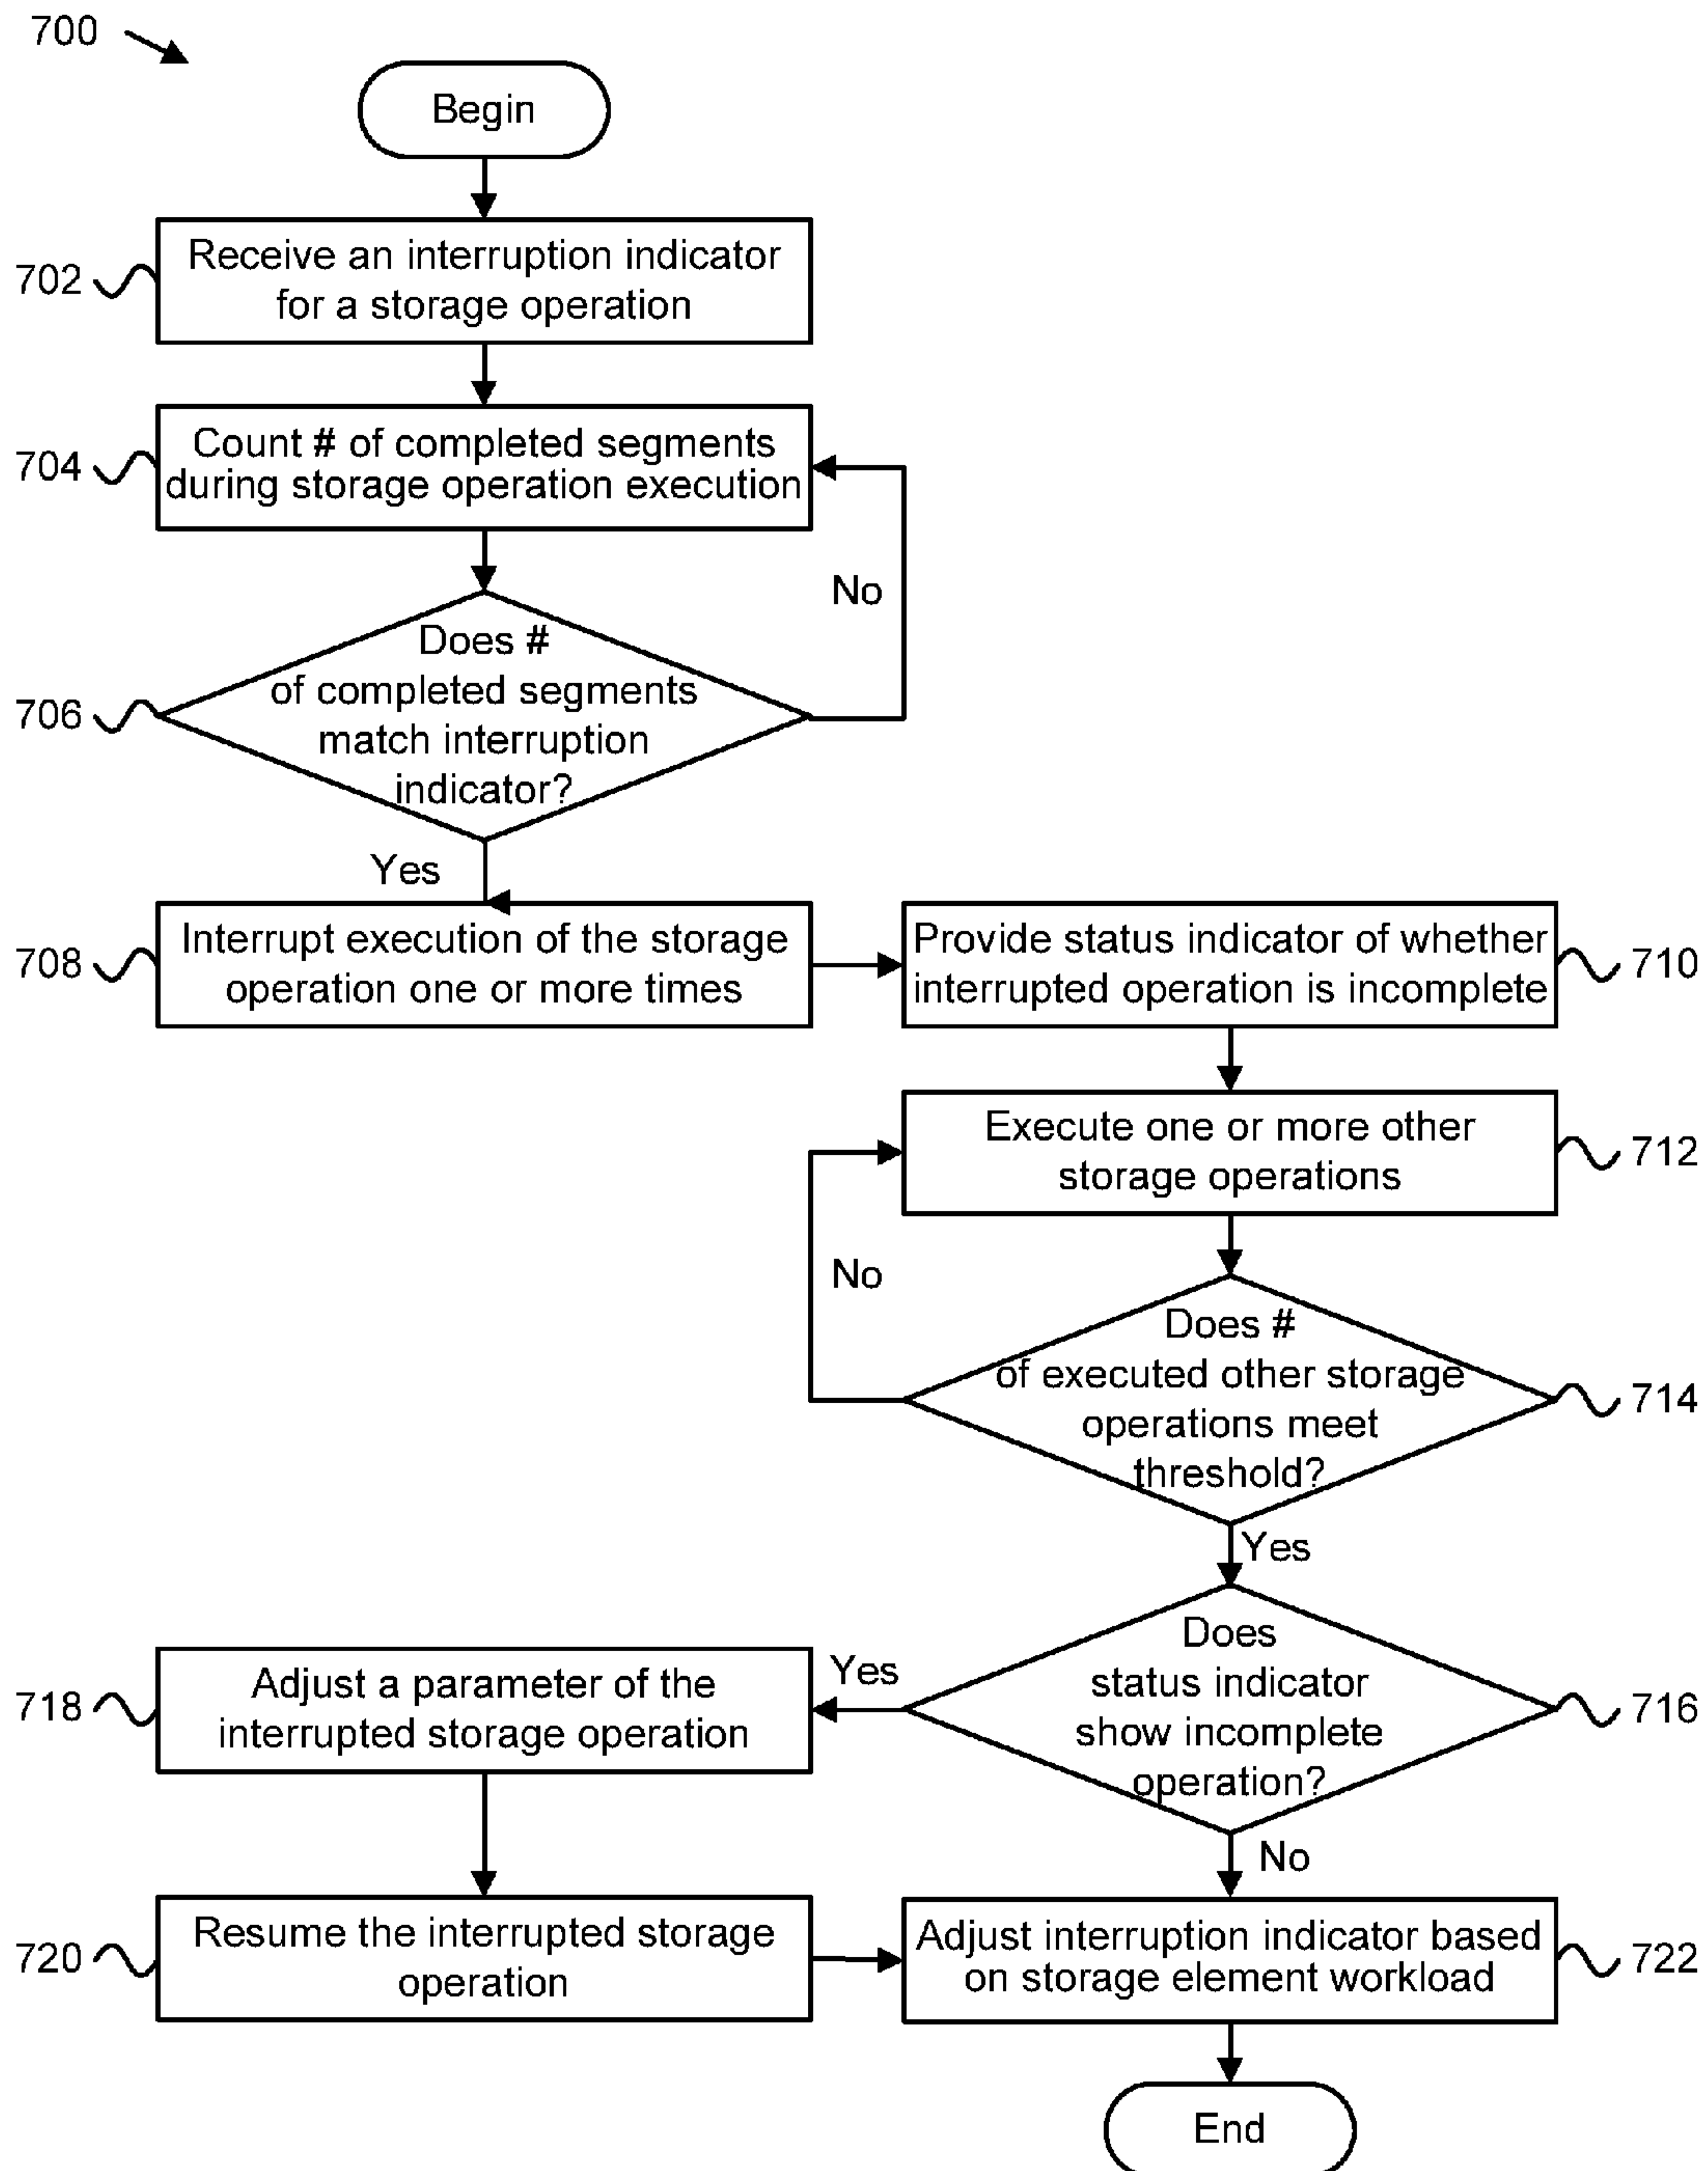 700
Begin
702
Receive an interruption indicator
for a storage operation
704
Count # of completed segments
during storage operation execution
No
706
Does #
of completed segments
match interruption
indicator?
Yes
708
Interrupt execution of the storage
operation one or more times
Provide status indicator of whether
interrupted operation is incomplete
710
Execute one or more other
storage operations
712
No
Does #
of executed other storage
operations meet
threshold?
714
Yes
Does
status indicator
show incomplete
operation?
716
Yes
718
Adjust a parameter of the
interrupted storage operation
No
720
Resume the interrupted storage
operation
Adjust interruption indicator based
on storage element workload
722
End